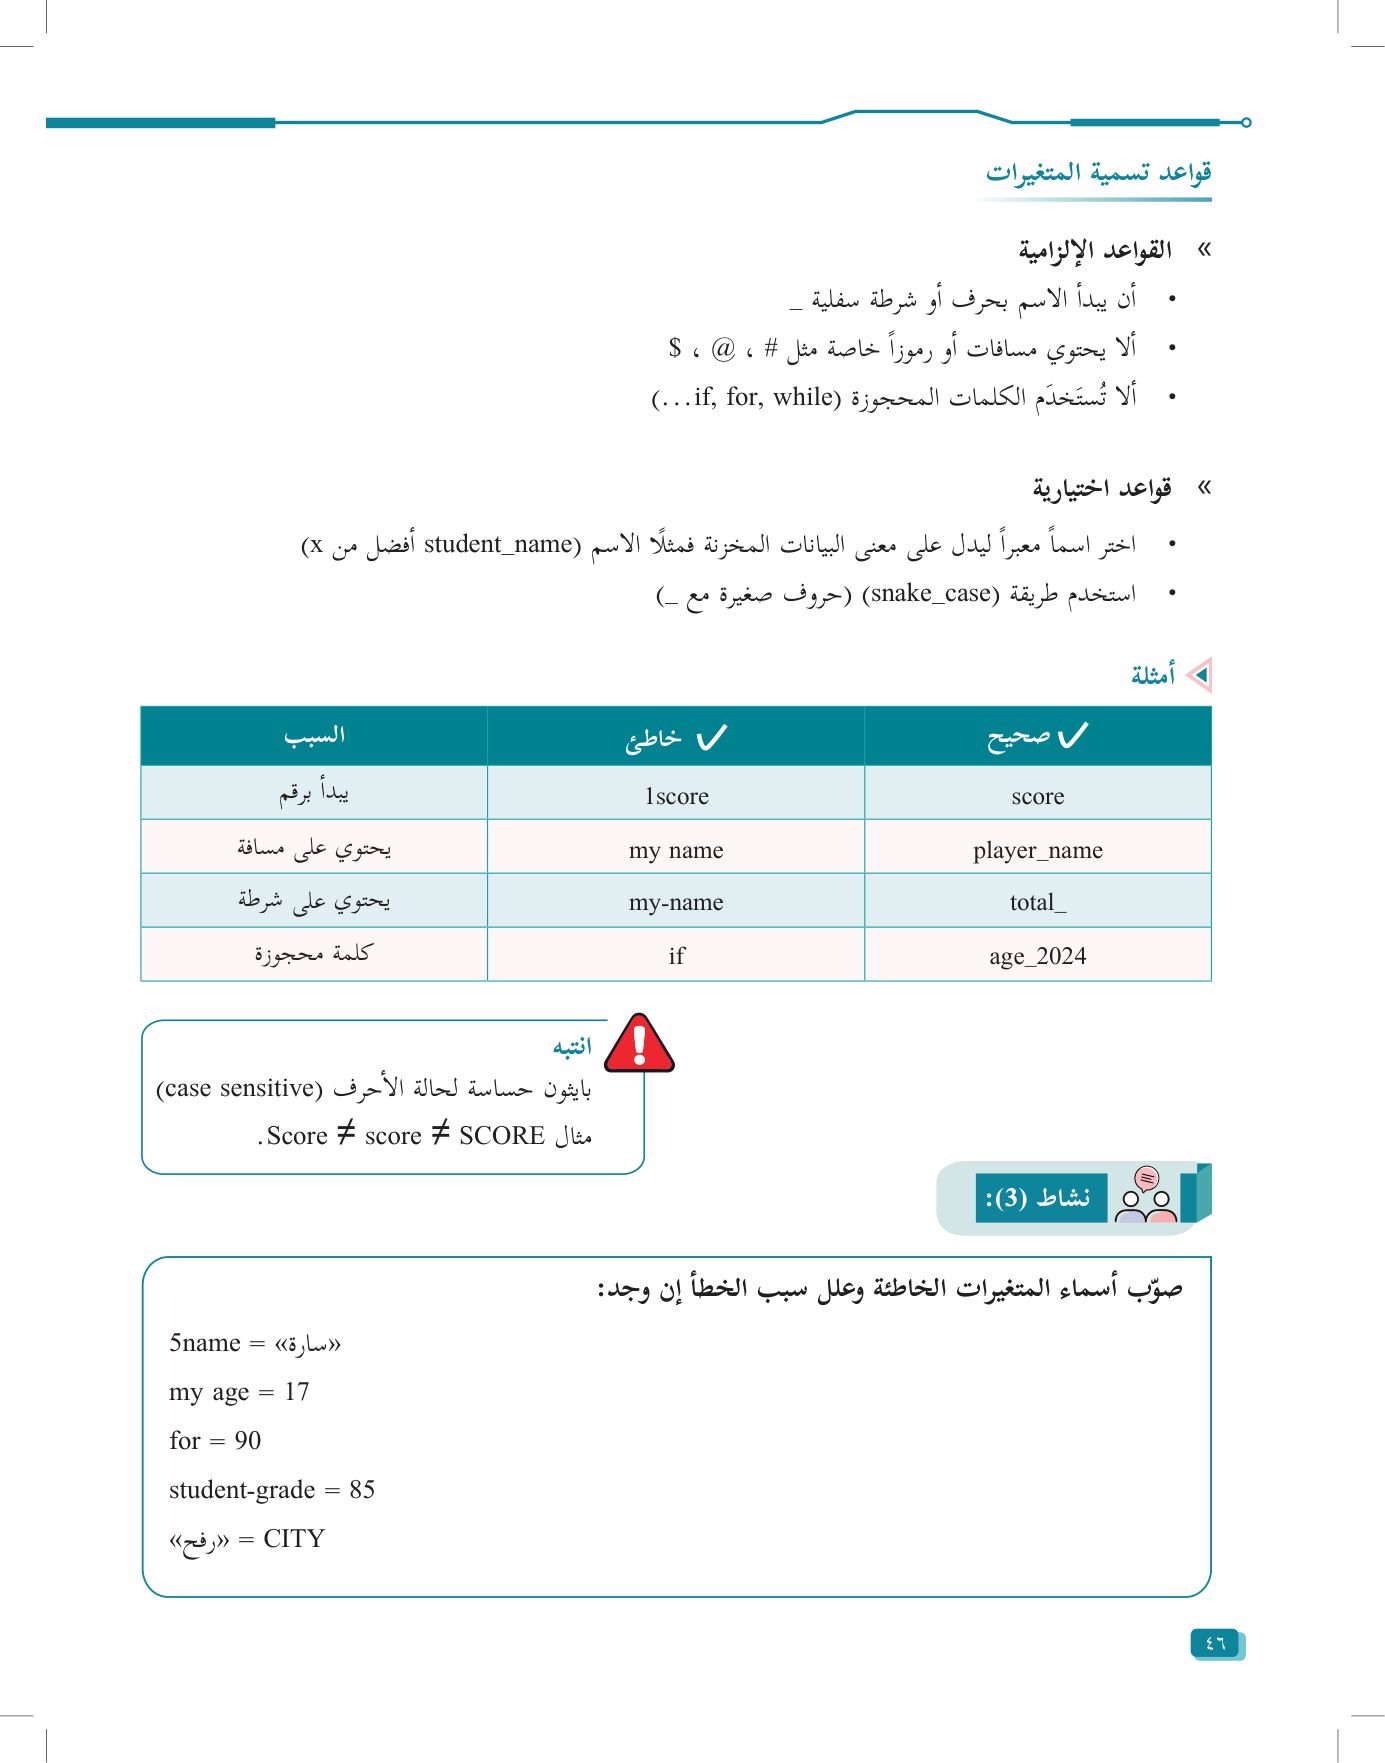 قواعد تسمية المتغيرات
» القواعد الإلزامية
• أن يبدأ الاسم بحرف أو شرطة سفلية _
• ألا يحتوي مسافات أو رموزاً خاصة مثل # ، @ ، $
• ألا تُستَخدَم الكلمات المحجوزة (if, for, while...)
» قواعد اختيارية
• اختر اسماً معبراً ليدل على معنى البيانات المخزنة فمثلًا الاسم (student_name أفضل من x)
• استخدم طريقة (snake_case) (حروف صغيرة مع _)
أمثلة
✓ صحيح ✓ خاطئ السبب
score 1score يبدأ برقم
player_name my name يحتوي على مسافة
total_ my-name يحتوي على شرطة
age_2024 if كلمة محجوزة
انتبه
بايثون حساسة لحالة الأحرف (case sensitive)
مثال Score ≠ score ≠ SCORE.
نشاط (3):
صوّب أسماء المتغيرات الخاطئة وعلل سبب الخطأ إن وجد:
5name = «سارة»
my age = 17
for = 90
student-grade = 85
«رفح» = CITY
٤٦